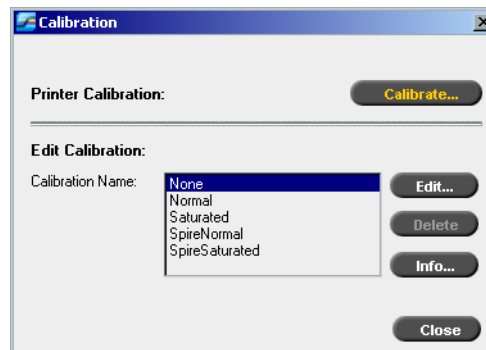 Calibration
Printer Calibration:
Calibrate...
Edit Calibration:
Calibration Name:
None
Normal
Saturated
SpireNormal
SpireSaturated
Edit...
Delete
Info...
Close